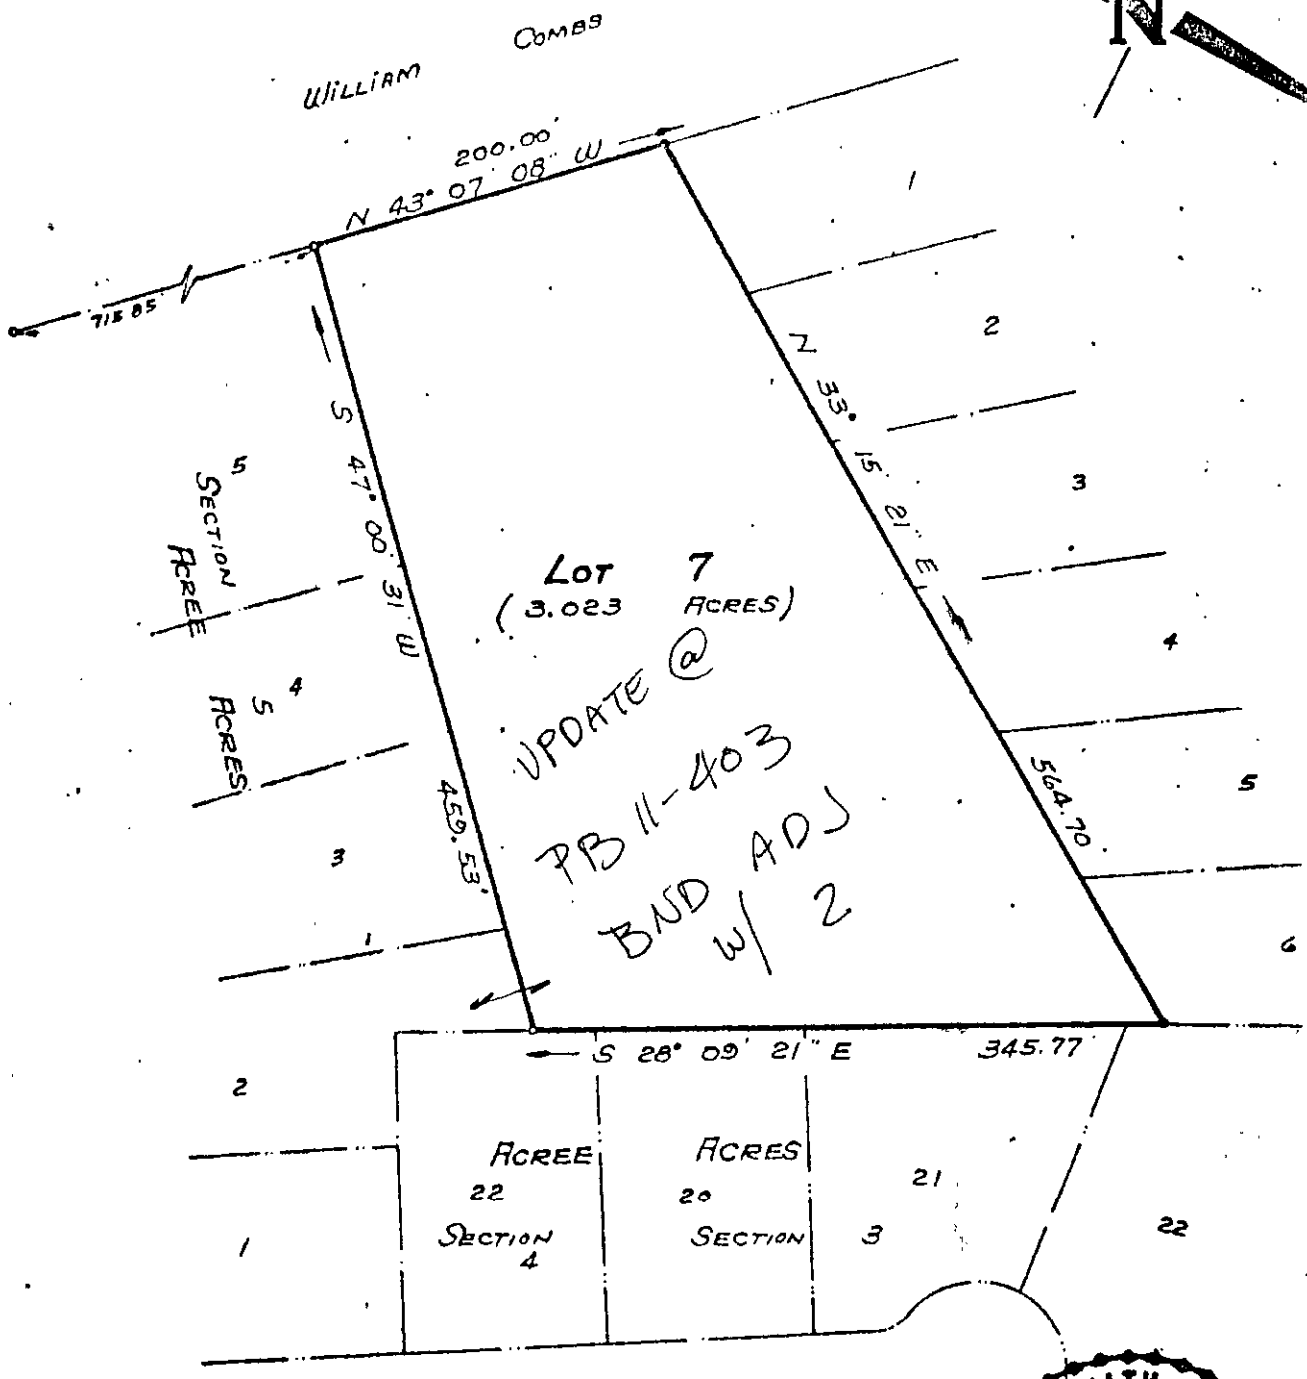 N
COMBS
WILLIAM
200.00'
N 43° 07' 08" W
1
715.85
2
N 33° 15' 21" E
564.70
S 47° 00' 31" W
459.53'
5
SECTION
ACREE
3
LOT 7
(3.023 ACRES)
4
4
5
ACRES
UPDATE @
PB 11-403
BND ADJ
W/ 2
5
3
1
6
S 28° 09' 21" E 345.77'
2
ACREE ACRES
22 20 21
SECTION SECTION 3
4
1
22